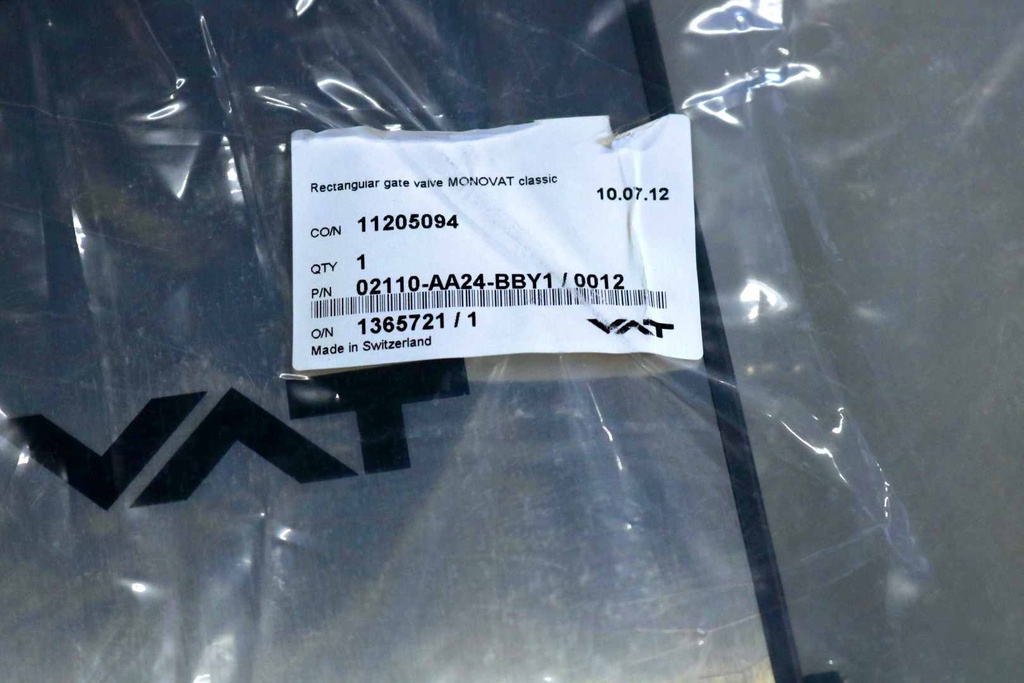 Rectangular gate valve MONOVAT classic
10.07.12
CO/N 11205094
QTY 1
P/N 02110-AA24-BBY1 / 0012
O/N 1365721 / 1
VAT
Made in Switzerland
VAT